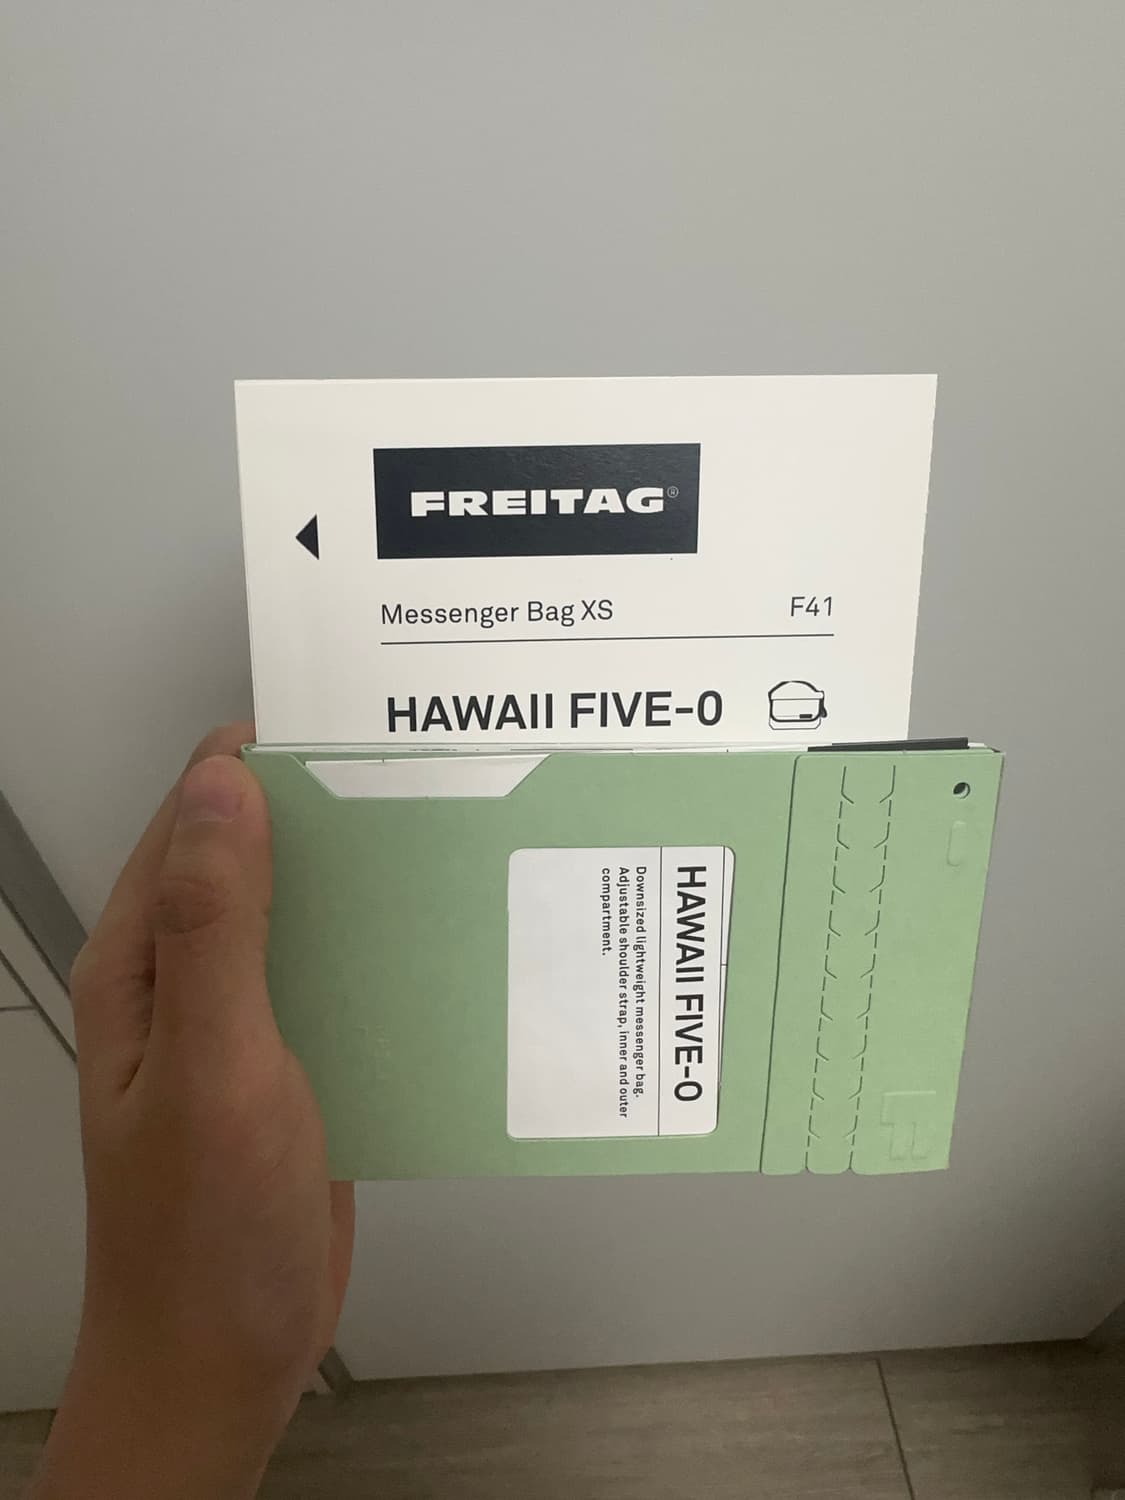 FREITAG®
Messenger Bag XS F41
HAWAII FIVE-0
HAWAII FIVE-0
Downsized lightweight messenger bag.
Adjustable shoulder strap, inner and outer
compartment.